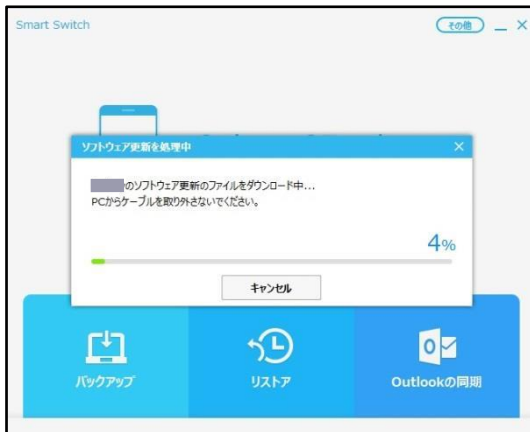 Smart Switch
その他
ソフトウェア更新を処理中
のソフトウェア更新のファイルをダウンロード中...
PCからケーブルを取り外さないでください。
4%
キャンセル
バックアップ
リストア
Outlookの同期